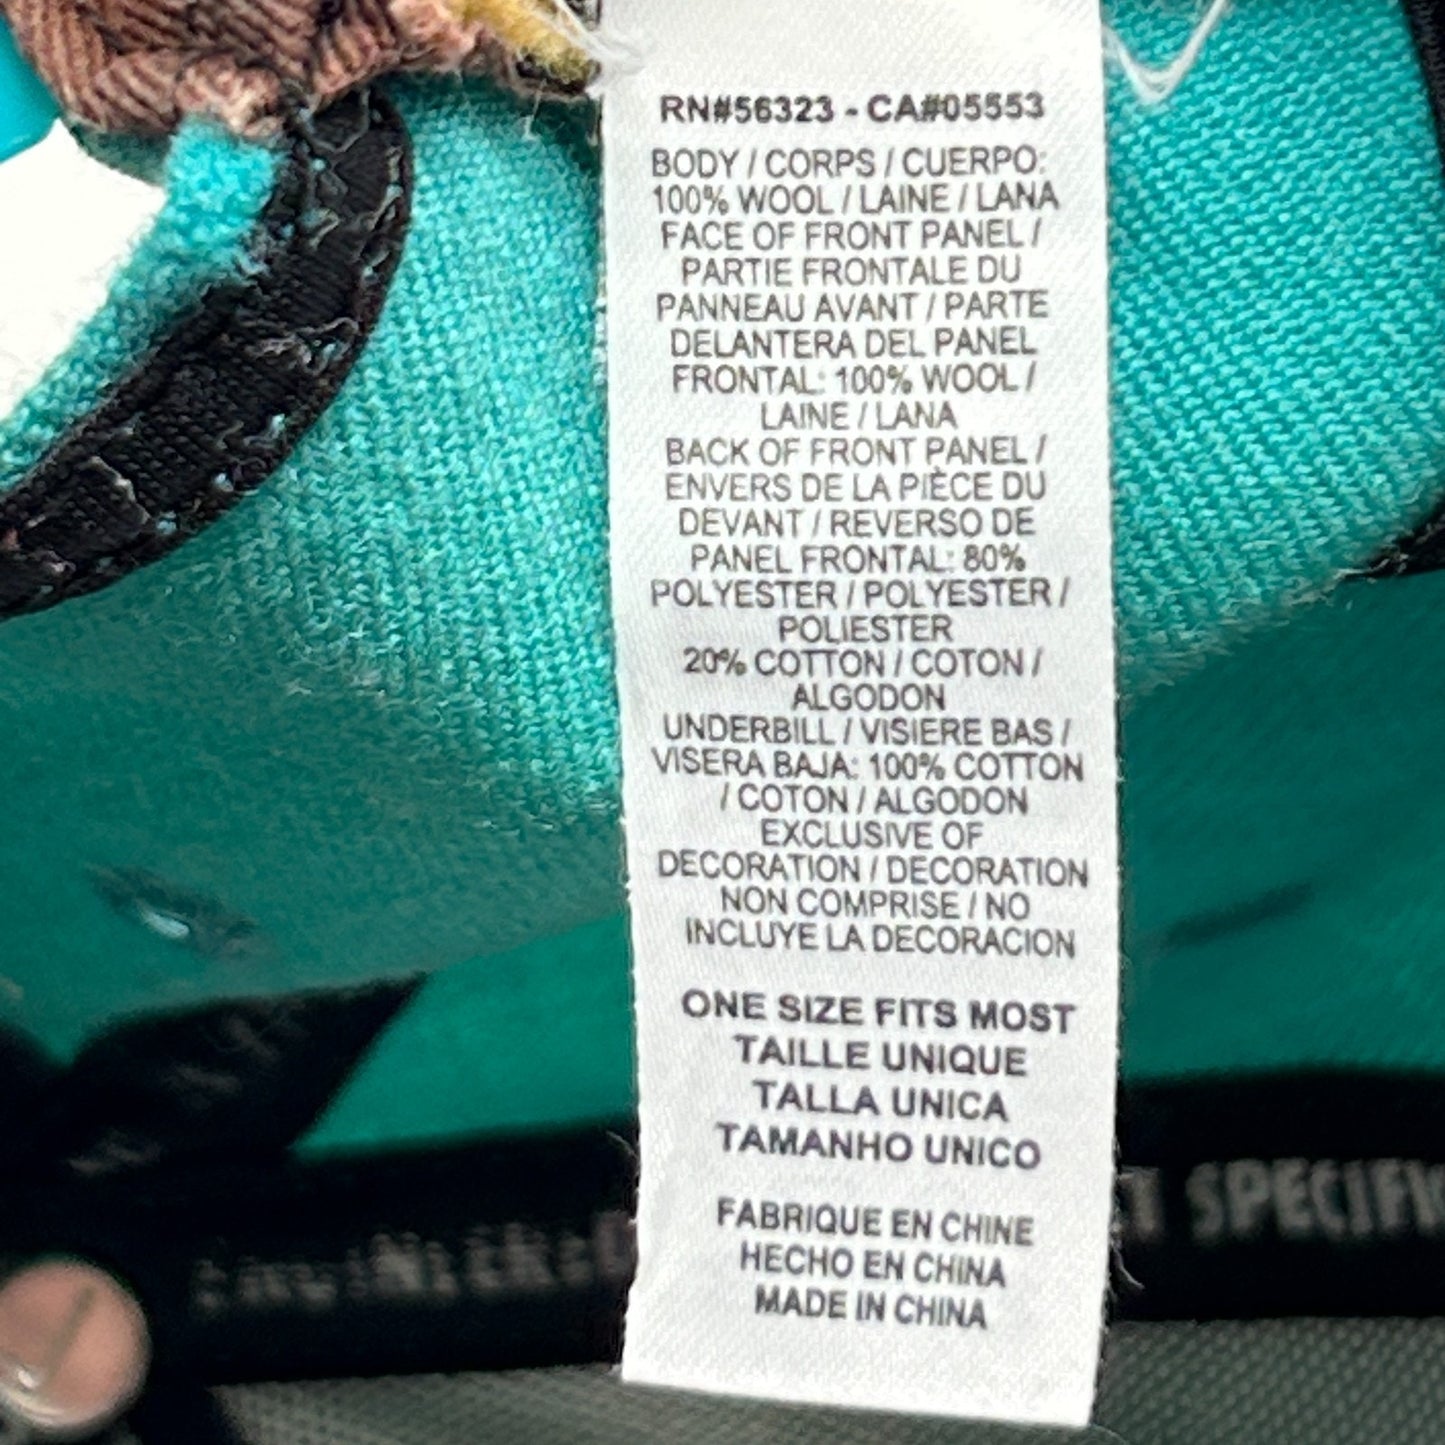 RN#56323 - CA#05553
BODY / CORPS / CUERPO:
100% WOOL / LAINE / LANA
FACE OF FRONT PANEL /
PARTIE FRONTALE DU
PANNEAU AVANT / PARTE
DELANTERA DEL PANEL
FRONTAL: 100% WOOL /
LAINE / LANA
BACK OF FRONT PANEL /
ENVERS DE LA PIÈCE DU
DEVANT / REVERSO DE
PANEL FRONTAL: 80%
POLYESTER / POLYESTER /
POLIESTER
20% COTTON / COTON /
ALGODON
UNDERBILL / VISIERE BAS /
VISERA BAJA: 100% COTTON
/ COTON / ALGODON
EXCLUSIVE OF
DECORATION / DECORATION
NON COMPRISE / NO
INCLUYE LA DECORACION
ONE SIZE FITS MOST
TAILLE UNIQUE
TALLA UNICA
TAMANHO UNICO
FABRIQUE EN CHINE
HECHO EN CHINA
MADE IN CHINA